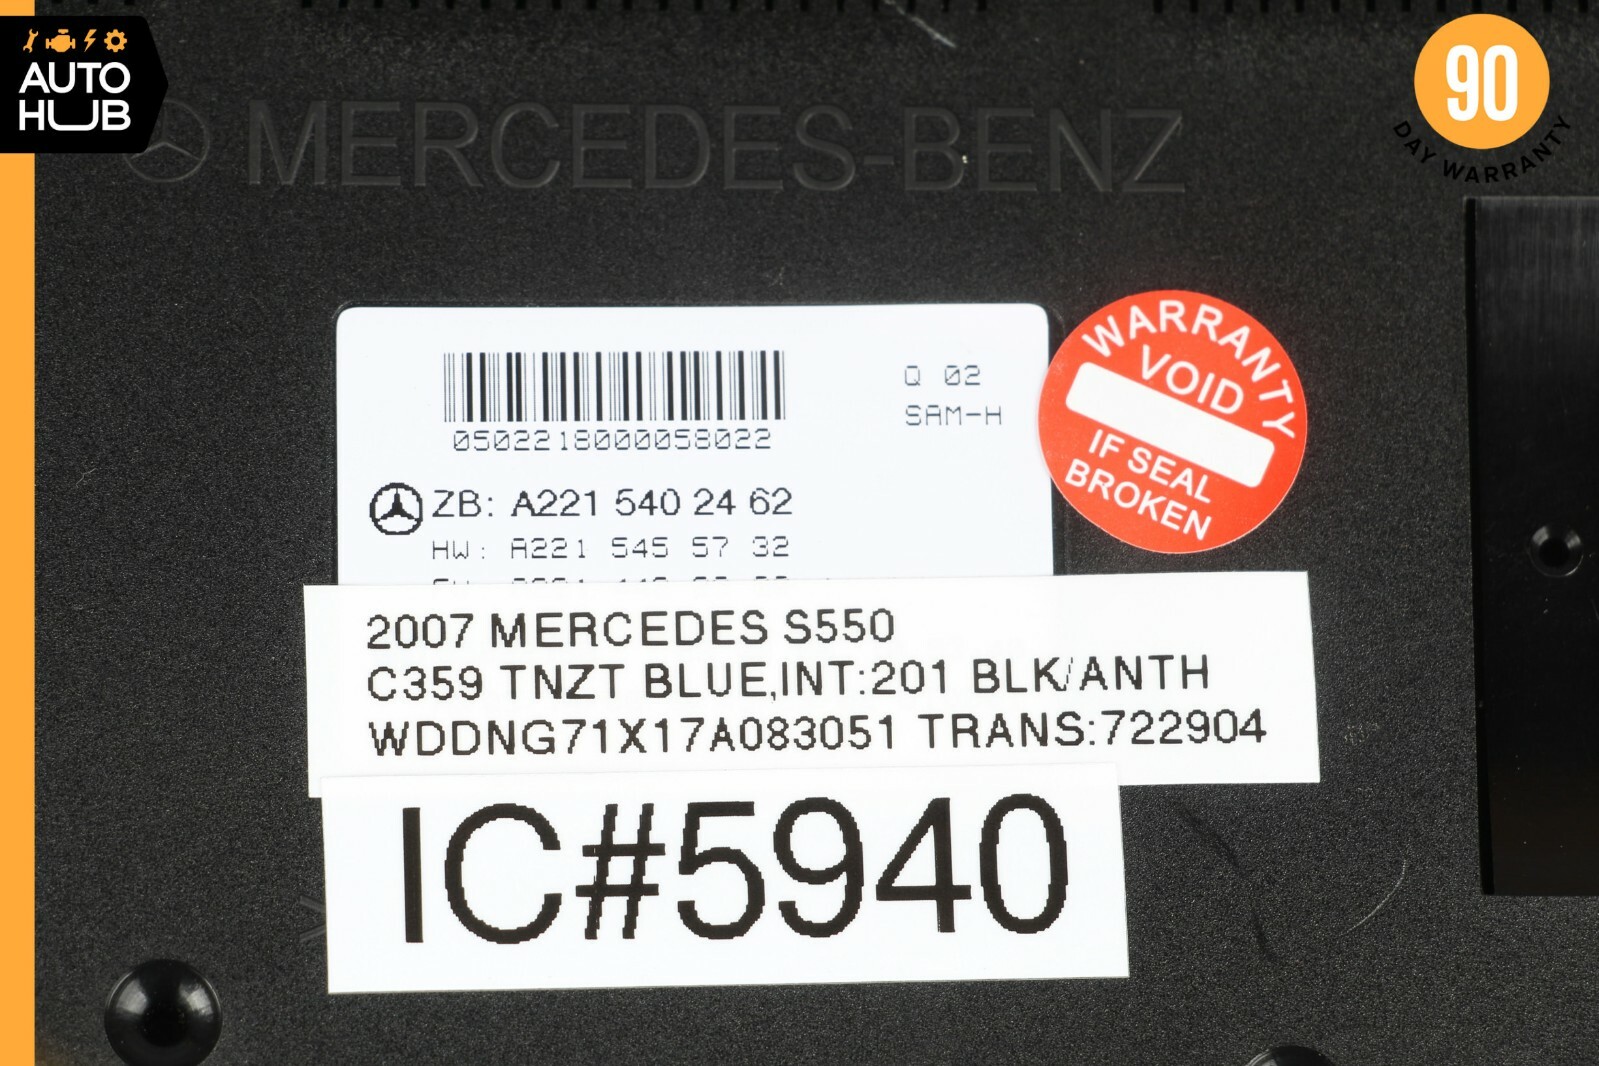 AUTO
HUB
90
DAY WARRANTY
MERCEDES-BENZ
0502218000058022
Q 02
SAM-H
ZB: A221 540 24 62
HW: A221 545 57 32
WARRANTY
VOID
IF SEAL
BROKEN
2007 MERCEDES S550
C359 TNZT BLUE,INT:201 BLK/ANTH
WDDNG71X17A083051 TRANS:722904
IC#5940